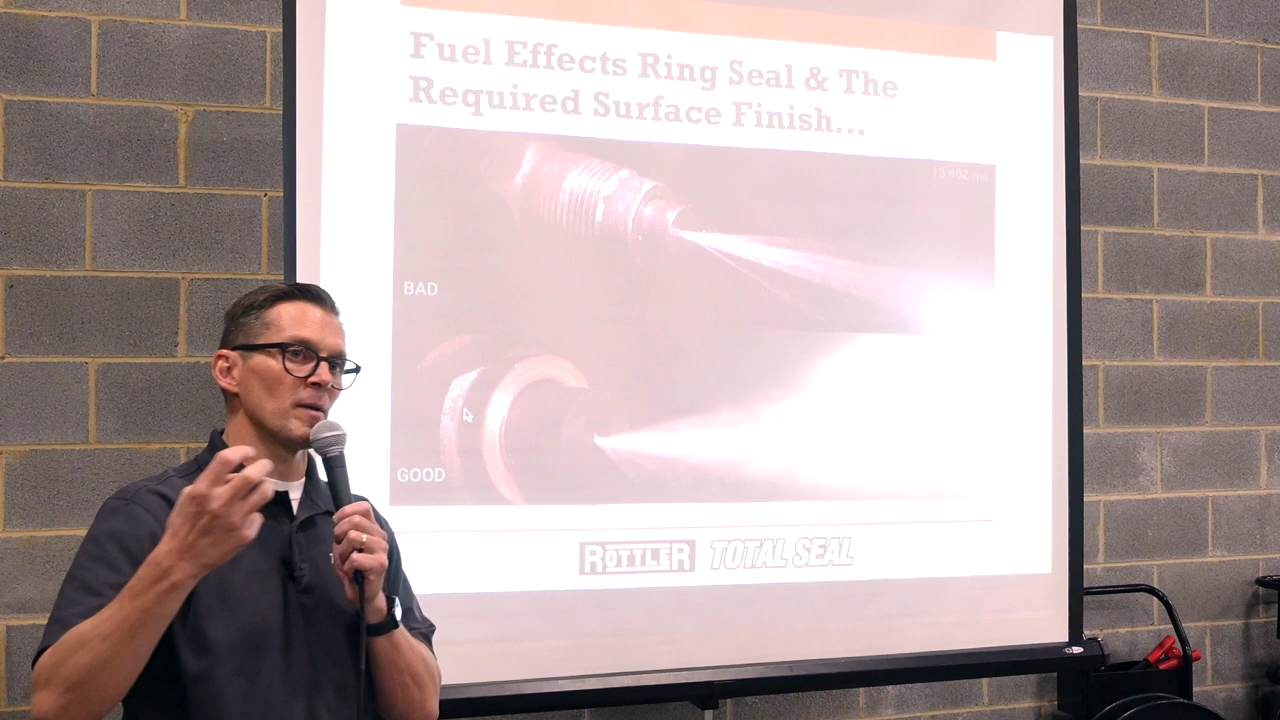 Fuel Effects Ring Seal & The
Required Surface Finish...
BAD
GOOD
ROTTLER TOTAL SEAL